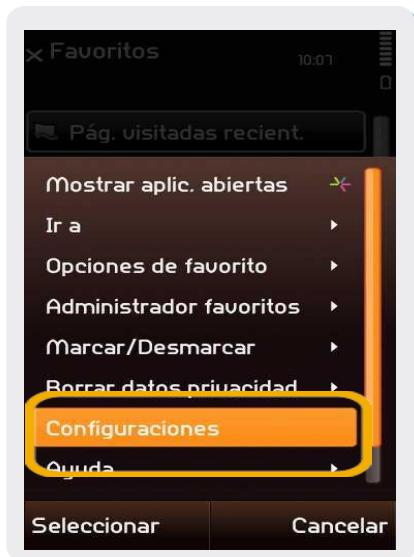 Favoritos
10:07
Pág. visitadas recient.
Mostrar aplic. abiertas
Ir a
Opciones de favorito
Administrador favoritos
Marcar/Desmarcar
Borrar datos privacidad
Configuraciones
Ayuda
Seleccionar Cancelar